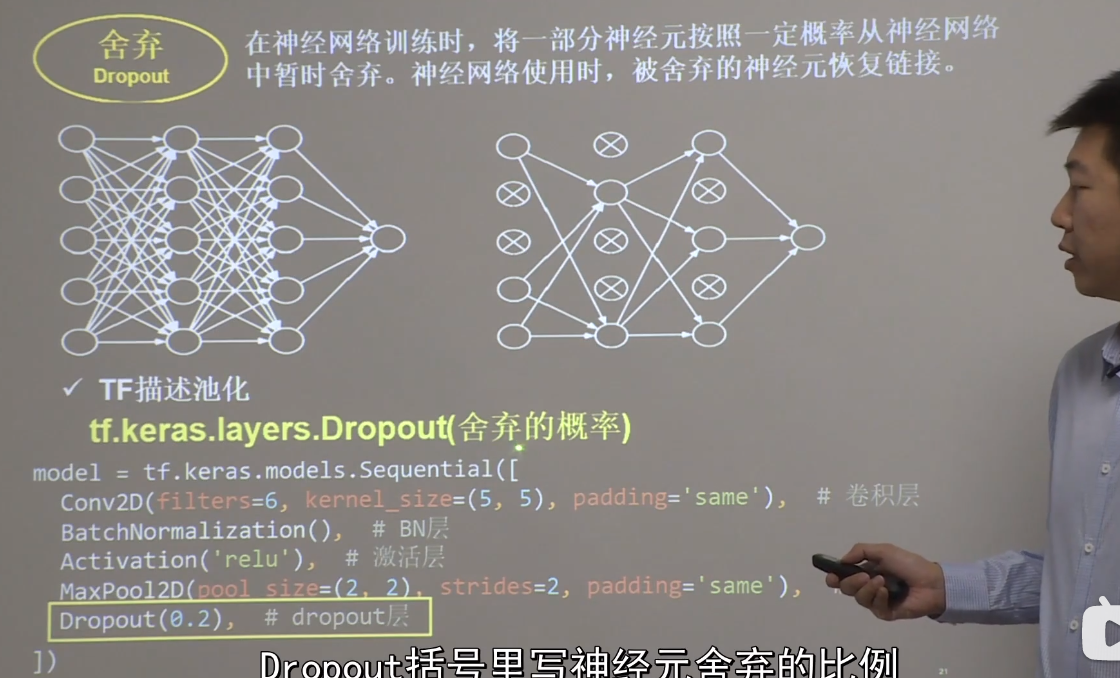 舍弃
Dropout
在神经网络训练时，将一部分神经元按照一定概率从神经网络
中暂时舍弃。神经网络使用时，被舍弃的神经元恢复链接。
✓ TF描述池化
tf.keras.layers.Dropout(舍弃的概率)
model = tf.keras.models.Sequential([
Conv2D(filters=6, kernel_size=(5, 5), padding='same'), # 卷积层
BatchNormalization(), # BN层
Activation('relu'), # 激活层
MaxPool2D(pool_size=(2, 2), strides=2, padding='same'),
Dropout(0.2), # dropout层
])
Dropout括号里写神经元舍弃的比例
21